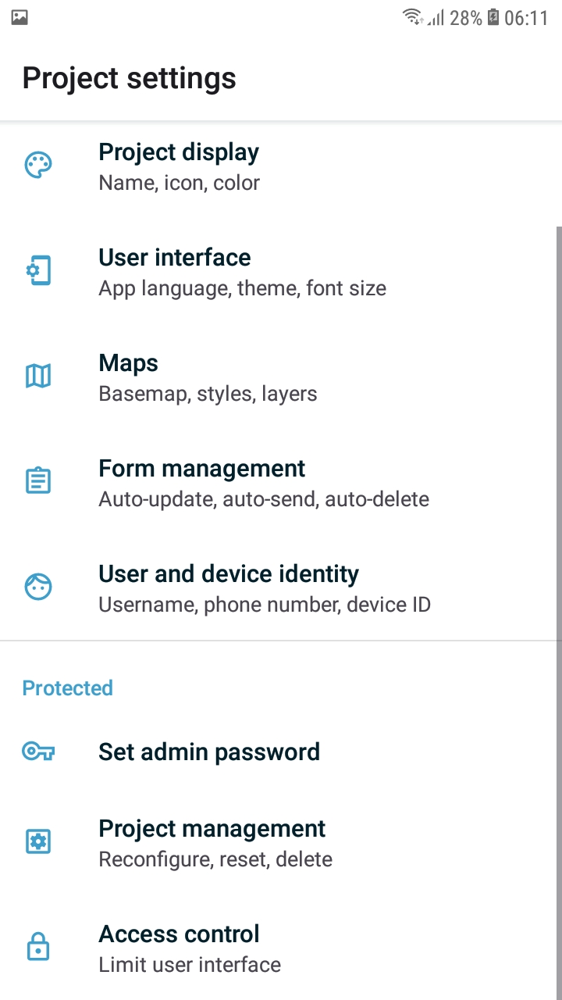 28% 06:11
Project settings
Project display
Name, icon, color
User interface
App language, theme, font size
Maps
Basemap, styles, layers
Form management
Auto-update, auto-send, auto-delete
User and device identity
Username, phone number, device ID
Protected
Set admin password
Project management
Reconfigure, reset, delete
Access control
Limit user interface